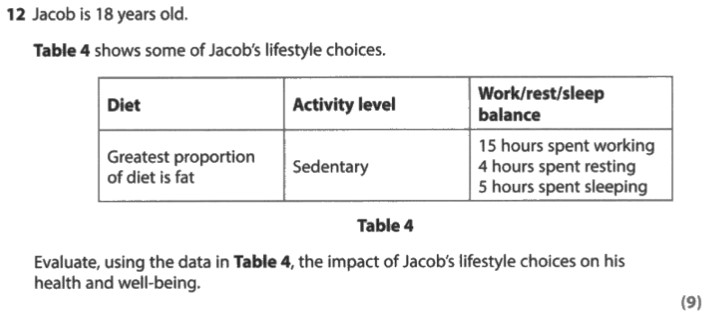 12 Jacob is 18 years old.
Table 4 shows some of Jacob's lifestyle choices.
Diet
Activity level
Work/rest/sleep
balance
Greatest proportion
of diet is fat
Sedentary
15 hours spent working
4 hours spent resting
5 hours spent sleeping
Table 4
Evaluate, using the data in Table 4, the impact of Jacob's lifestyle choices on his
health and well-being.
(9)